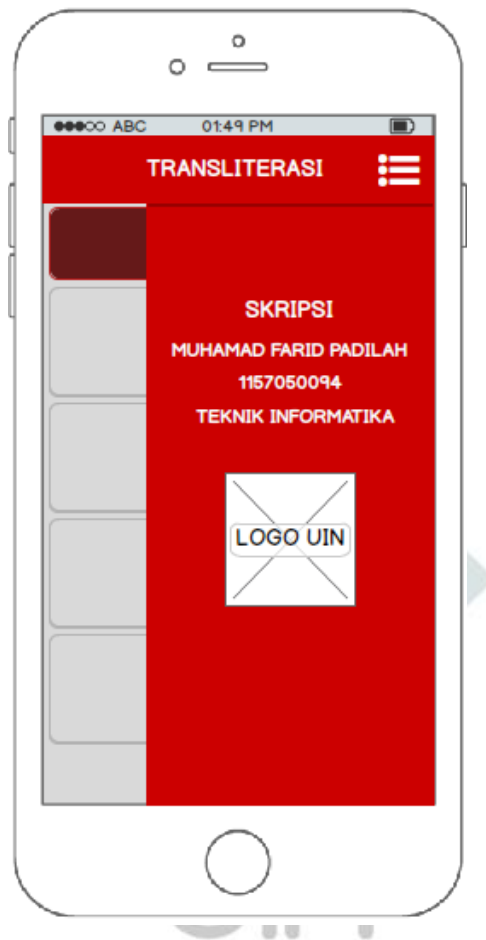 ABC 01:49 PM
TRANSLITERASI
SKRIPSI
MUHAMAD FARID PADILAH
1157050094
TEKNIK INFORMATIKA
LOGO UIN